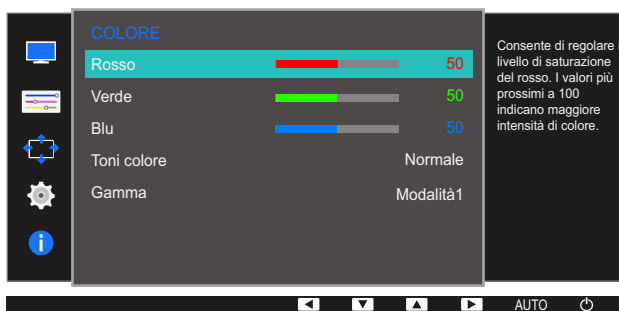 COLORE
Rosso 50
Verde 50
Blu 50
Toni colore Normale
Gamma Modalità1
Consente di regolare i
livello di saturazione
del rosso. I valori più
prossimi a 100
indicano maggiore
intensità di colore.
AUTO